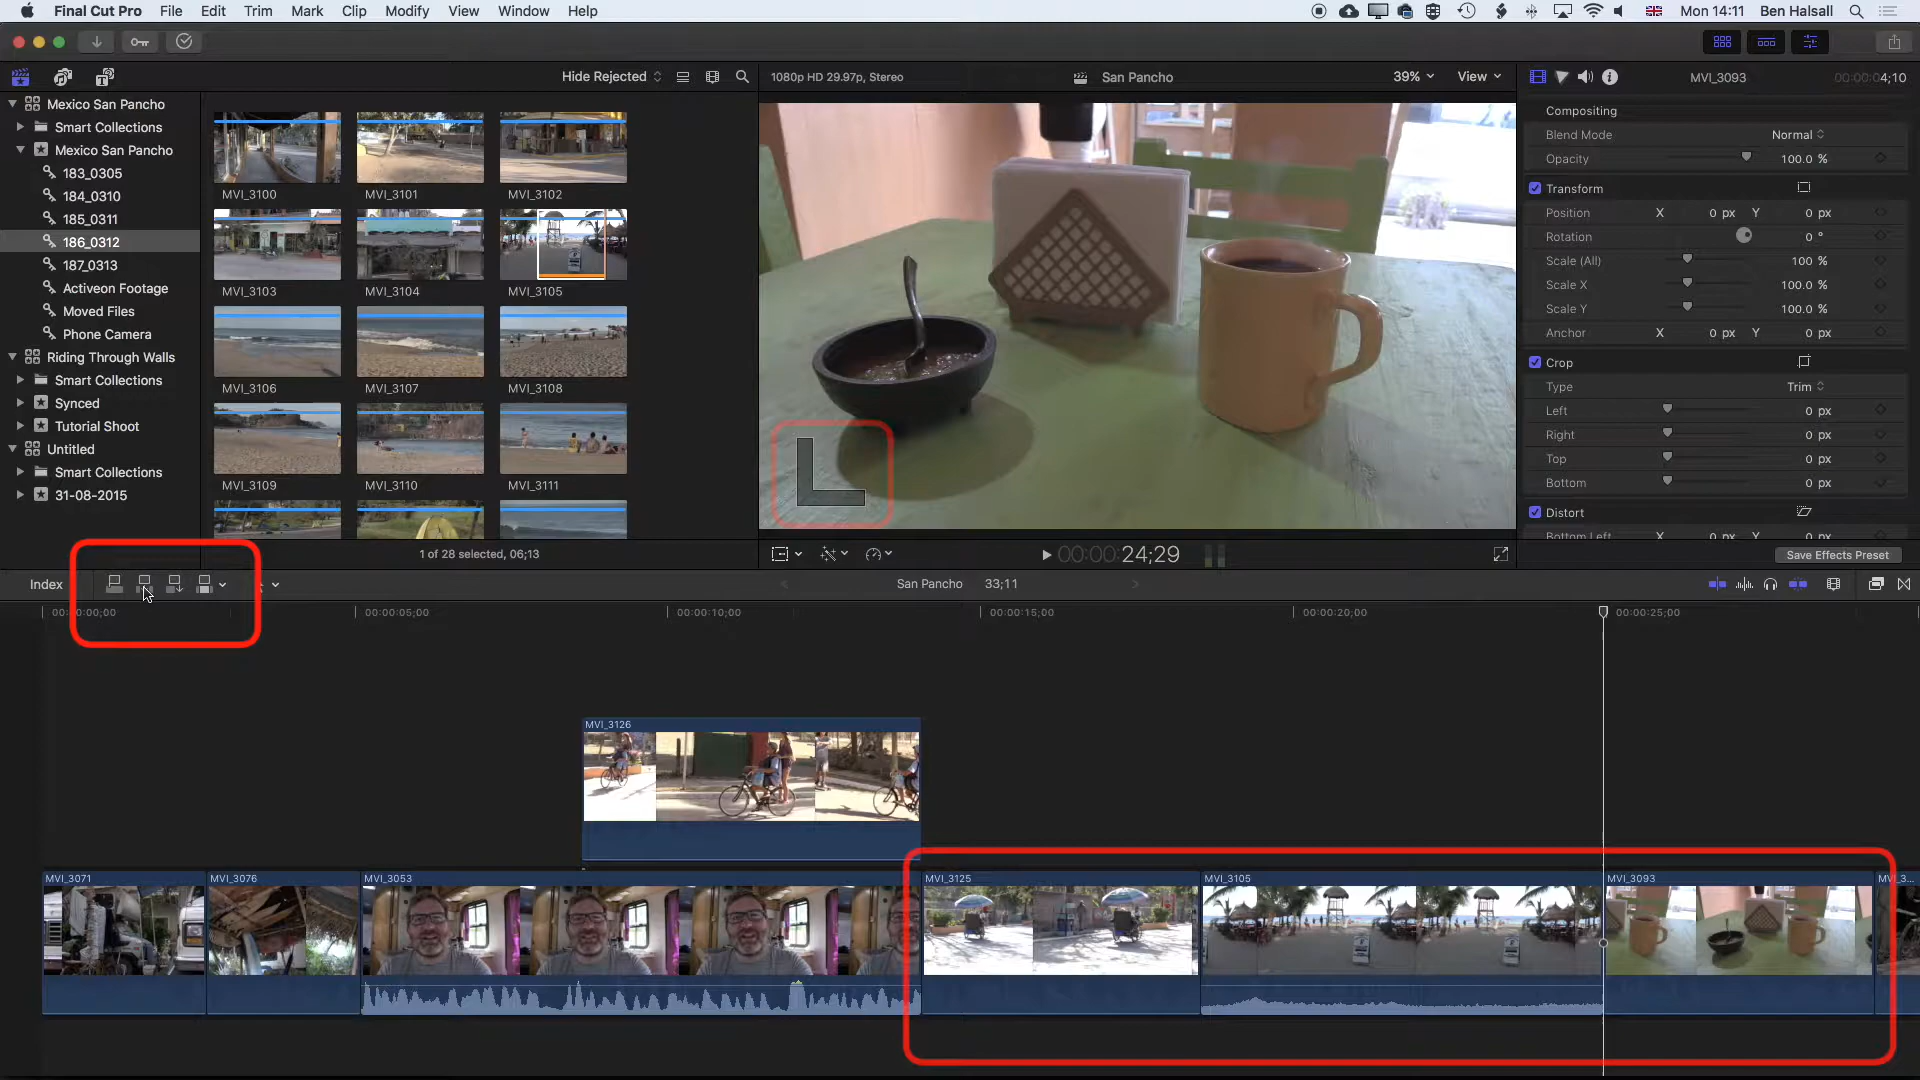 Final Cut Pro File Edit Trim Mark Clip Modify View Window Help Mon 14:11 Ben Halsall
Hide Rejected 1080p HD 29.97p, Stereo San Pancho 39% View MVI_3093 00:00:04;10
Mexico San Pancho
Smart Collections
Mexico San Pancho
183_0305
184_0310
185_0311
186_0312
187_0313
Activeon Footage
Moved Files
Phone Camera
Riding Through Walls
Smart Collections
Synced
Tutorial Shoot
Untitled
Smart Collections
31-08-2015
MVI_3100 MVI_3101 MVI_3102
MVI_3103 MVI_3104 MVI_3105
MVI_3106 MVI_3107 MVI_3108
MVI_3109 MVI_3110 MVI_3111
1 of 28 selected, 06;13
00:00:24;29
Compositing
Blend Mode Normal
Opacity 100.0 %
Transform
Position X 0 px Y 0 px
Rotation 0 °
Scale (All) 100 %
Scale X 100.0 %
Scale Y 100.0 %
Anchor X 0 px Y 0 px
Crop
Type Trim
Left 0 px
Right 0 px
Top 0 px
Bottom 0 px
Distort
Bottom Left 0 px 0 px
Save Effects Preset
Index San Pancho 33;11
00:00:00;00 00:00:05;00 00:00:10;00 00:00:15;00 00:00:20;00 00:00:25;00
MVI_3126
MVI_3071 MVI_3076 MVI_3053 MVI_3125 MVI_3105 MVI_3093 MVI_3...